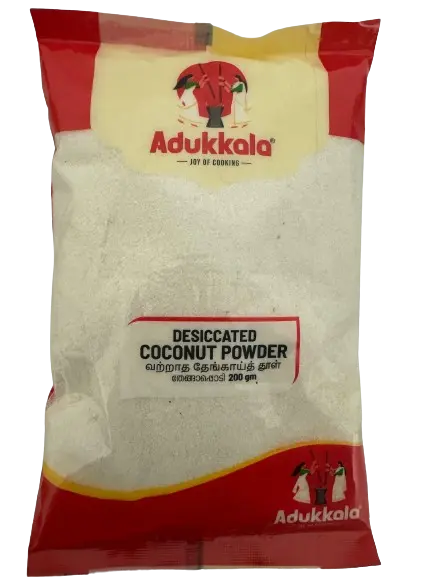 Adukkala®
JOY OF COOKING
DESICCATED
COCONUT POWDER
வற்றாத தேங்காய்த் தூள்
തേങ്ങാപ്പൊടി 200 gm
Adukkala